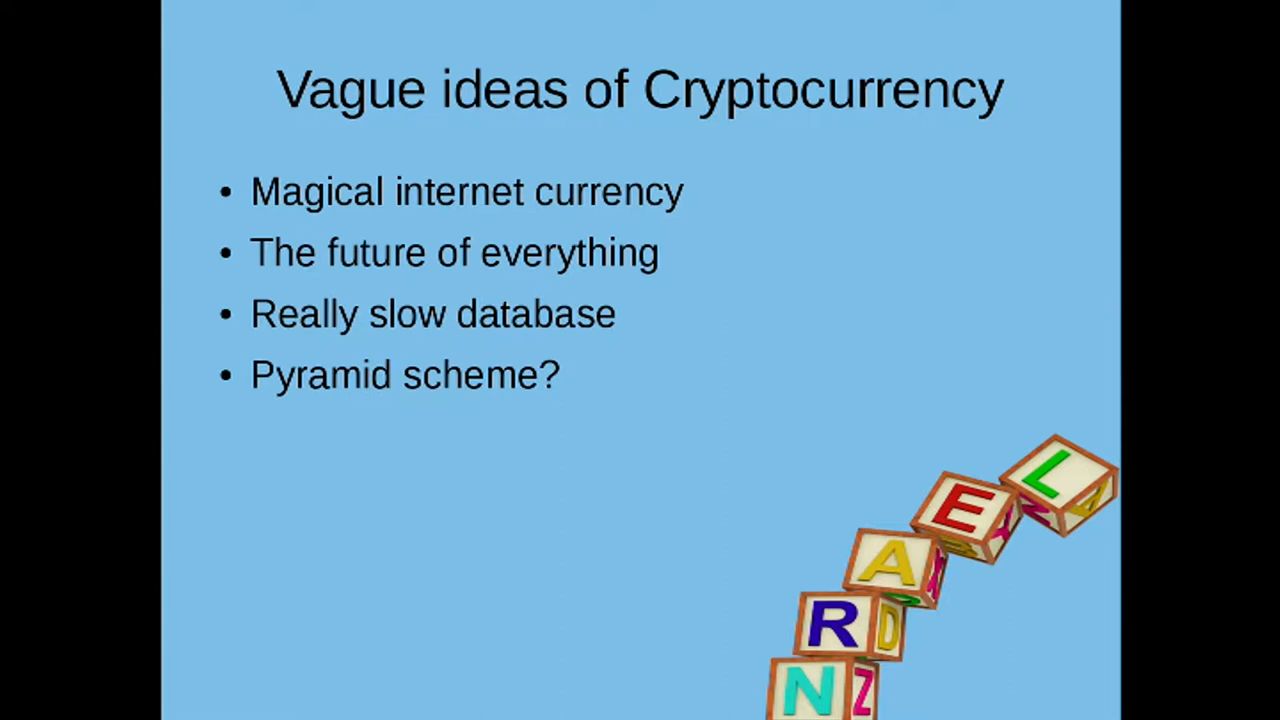 Vague ideas of Cryptocurrency
• Magical internet currency
• The future of everything
• Really slow database
• Pyramid scheme?
L
E
A
R D
N Z